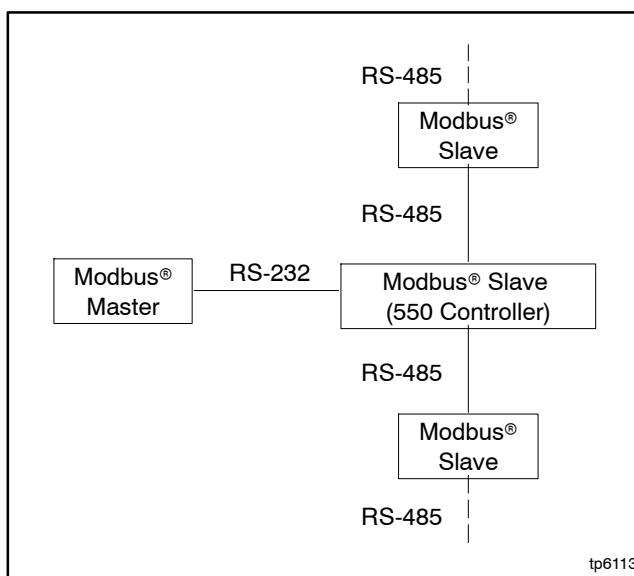 RS-485
Modbus®
Slave
RS-485
Modbus®
Master
RS-232
Modbus® Slave
(550 Controller)
RS-485
Modbus®
Slave
RS-485
tp6113